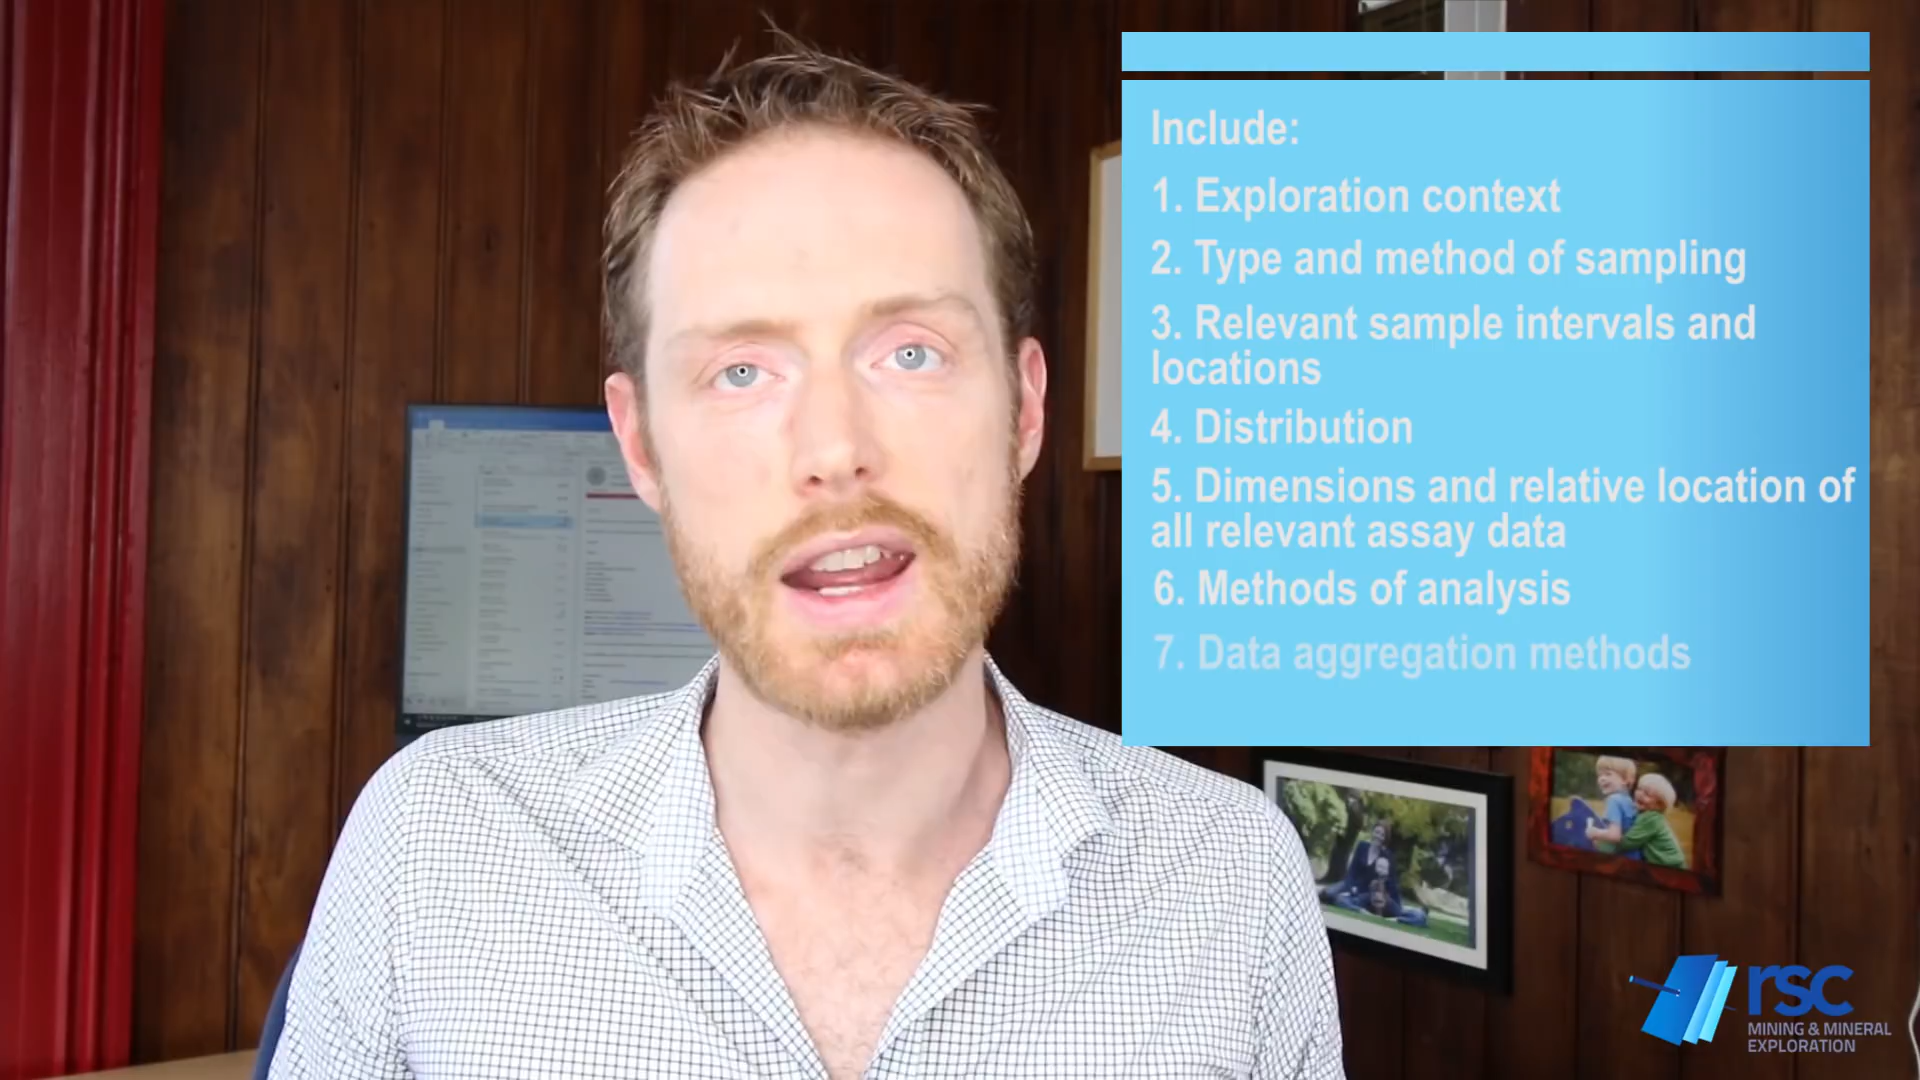 Include:
1. Exploration context
2. Type and method of sampling
3. Relevant sample intervals and
locations
4. Distribution
5. Dimensions and relative location of
all relevant assay data
6. Methods of analysis
7. Data aggregation methods
rsc
MINING & MINERAL
EXPLORATION